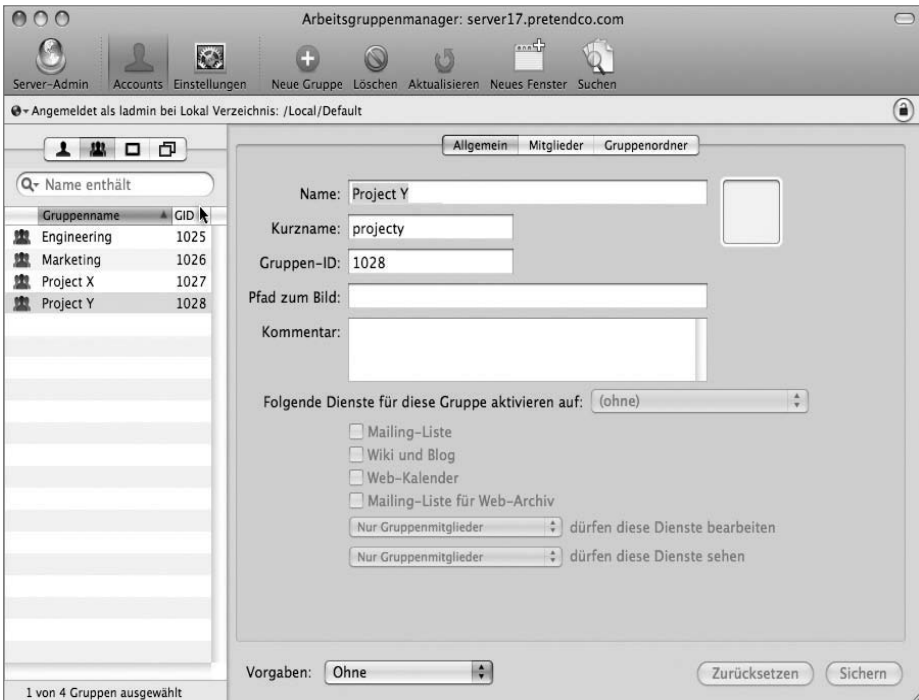 Arbeitsgruppenmanager: server17.pretendco.com
Server-Admin Accounts Einstellungen Neue Gruppe Löschen Aktualisieren Neues Fenster Suchen
Angemeldet als ladmin bei Lokal Verzeichnis: /Local/Default
Name enthält
Gruppenname GID
Engineering 1025
Marketing 1026
Project X 1027
Project Y 1028
1 von 4 Gruppen ausgewählt
Allgemein Mitglieder Gruppenordner
Name: Project Y
Kurzname: projecty
Gruppen-ID: 1028
Pfad zum Bild:
Kommentar:
Folgende Dienste für diese Gruppe aktivieren auf: (ohne)
Mailing-Liste
Wiki und Blog
Web-Kalender
Mailing-Liste für Web-Archiv
Nur Gruppenmitglieder dürfen diese Dienste bearbeiten
Nur Gruppenmitglieder dürfen diese Dienste sehen
Vorgaben: Ohne Zurücksetzen Sichern